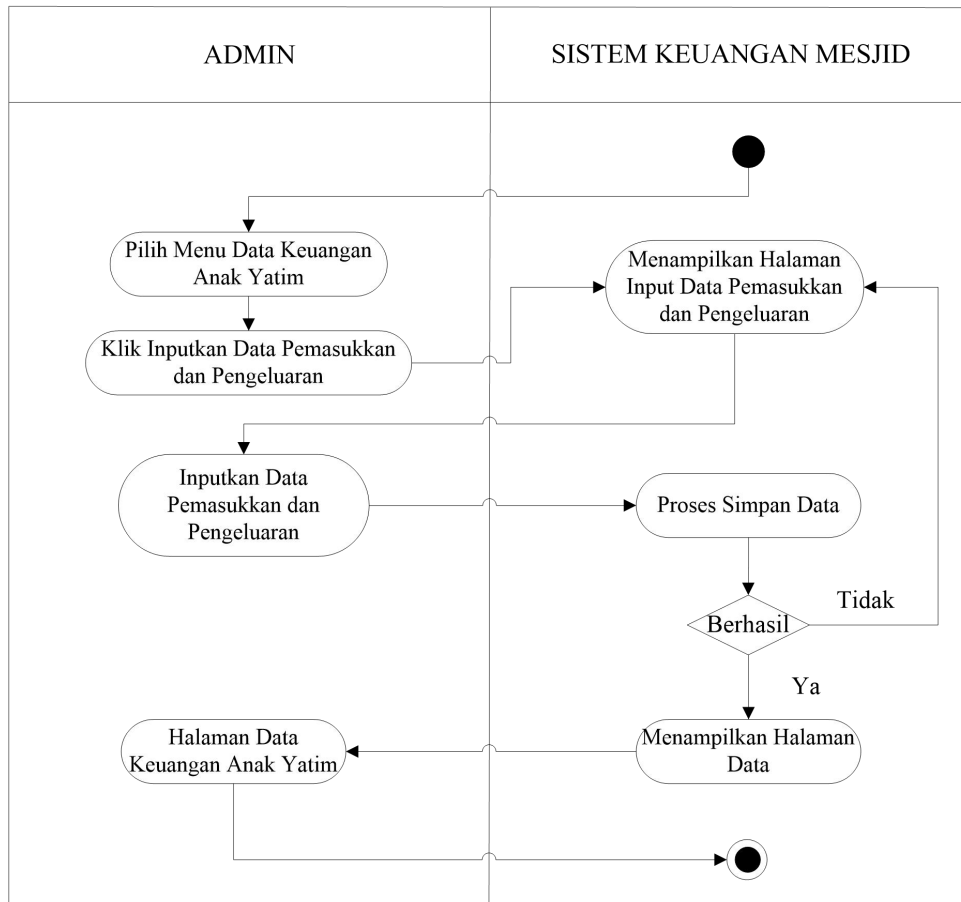 ADMIN
SISTEM KEUANGAN MESJID
Pilih Menu Data Keuangan
Anak Yatim
Klik Inputkan Data Pemasukkan
dan Pengeluaran
Menampilkan Halaman
Input Data Pemasukkan
dan Pengeluaran
Inputkan Data
Pemasukkan dan
Pengeluaran
Proses Simpan Data
Berhasil
Tidak
Ya
Menampilkan Halaman
Data
Halaman Data
Keuangan Anak Yatim